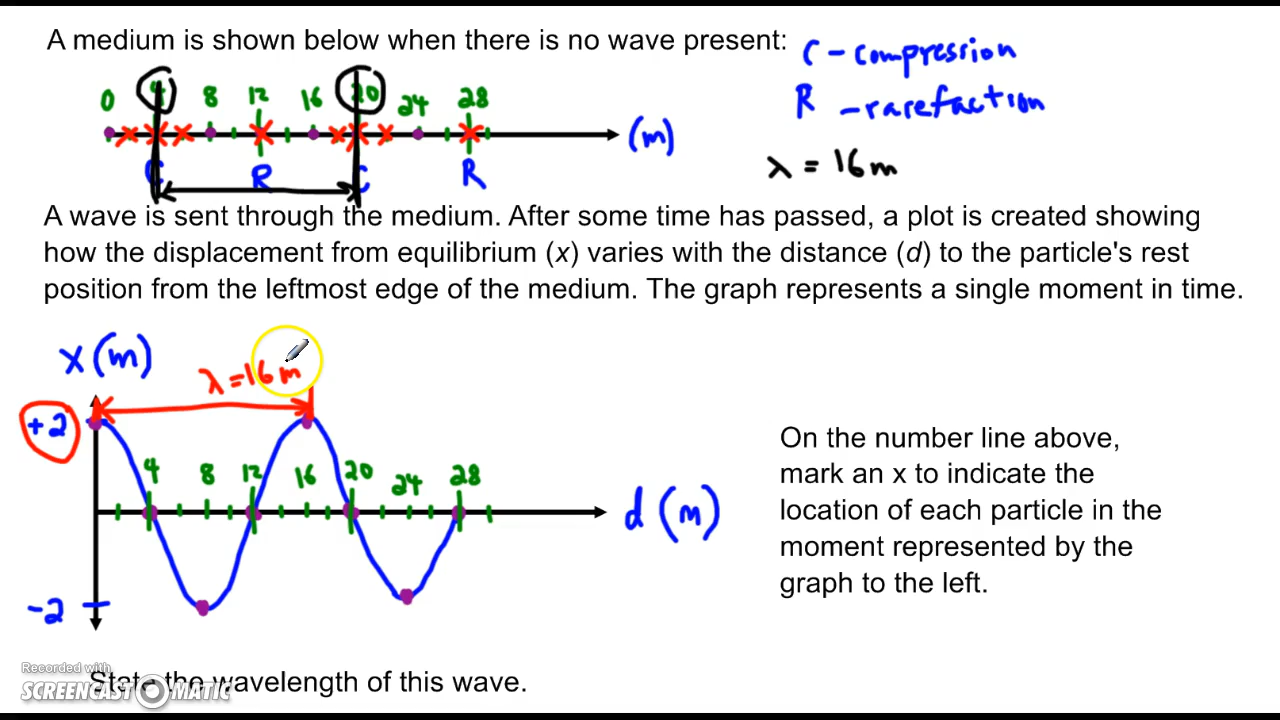 A medium is shown below when there is no wave present:
C - compression
0 4 8 12 16 20 24 28
R - rarefaction
(m)
C R C R
λ = 16m
A wave is sent through the medium. After some time has passed, a plot is created showing
how the displacement from equilibrium (x) varies with the distance (d) to the particle's rest
position from the leftmost edge of the medium. The graph represents a single moment in time.
x (m)
λ = 16 m
+2
4 8 12 16 20 24 28
d (m)
-2
On the number line above,
mark an x to indicate the
location of each particle in the
moment represented by the
graph to the left.
Recorded with
SCREENCAST MATIC
State the wavelength of this wave.